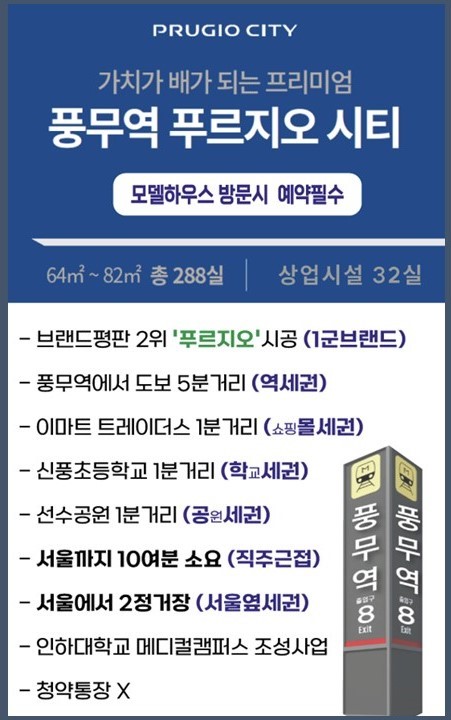 PRUGIO CITY
가치가 배가 되는 프리미엄
풍무역 푸르지오 시티
모델하우스 방문시 예약필수
64㎡ ~ 82㎡ 총 288실 상업시설 32실
- 브랜드평판 2위 '푸르지오'시공 (1군브랜드)
- 풍무역에서 도보 5분거리 (역세권)
- 이마트 트레이더스 1분거리 (쇼핑몰세권)
- 신풍초등학교 1분거리 (학교세권)
- 선수공원 1분거리 (공원세권)
- 서울까지 10여분 소요 (직주근접)
- 서울에서 2정거장 (서울옆세권)
- 인하대학교 메디컬캠퍼스 조성사업
- 청약통장 X
M
풍무역
출입구
8
Exit
M
풍무역
출입구
8
Exit